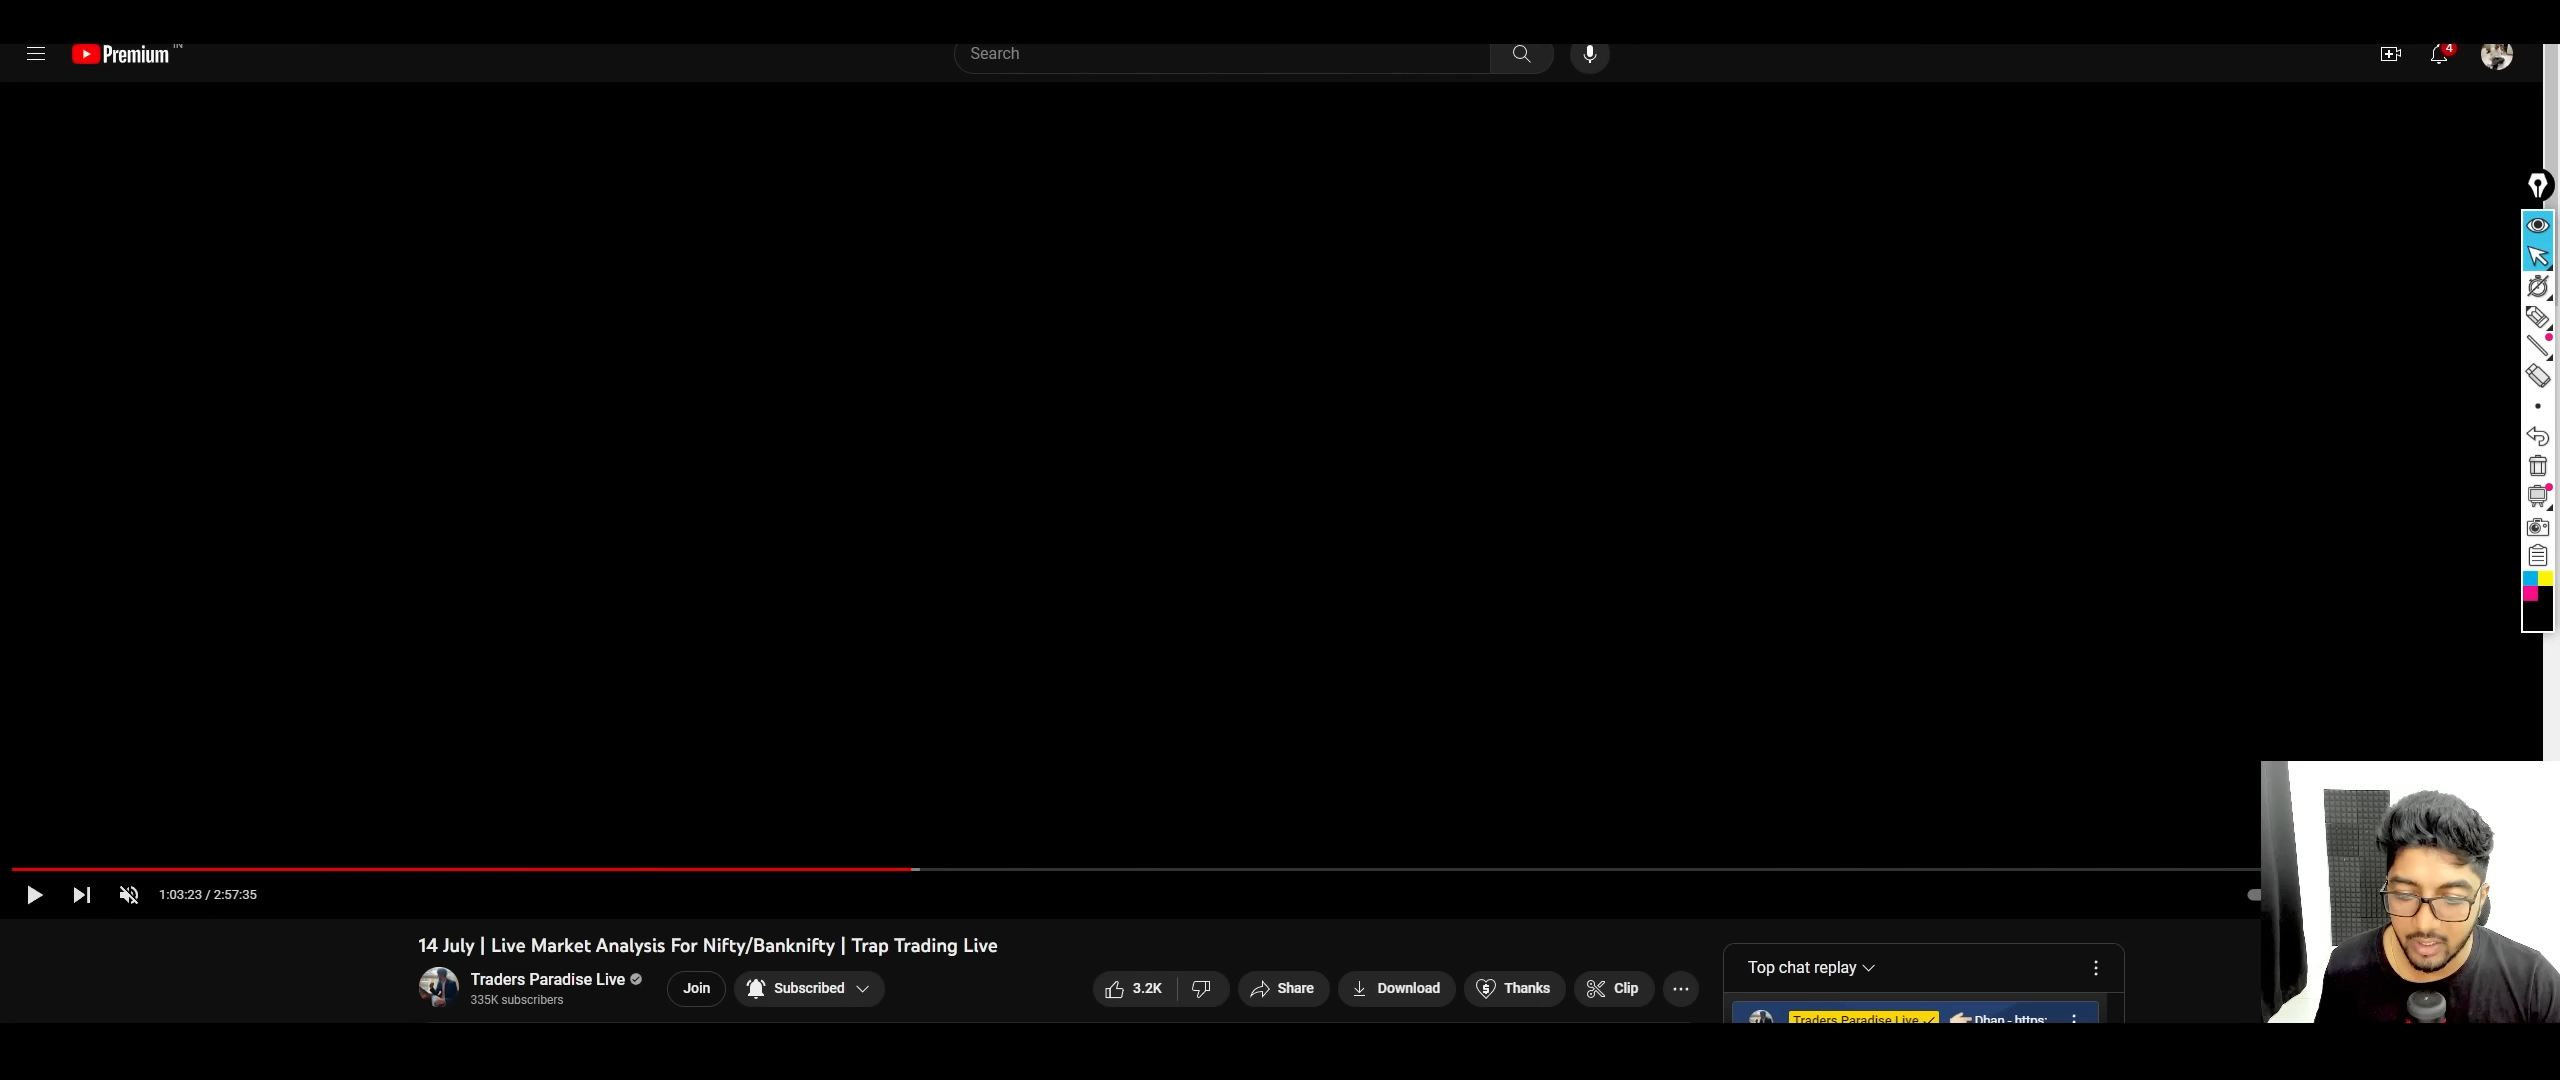 Premium IN
Search
4
1:03:23 / 2:57:35
14 July | Live Market Analysis For Nifty/Banknifty | Trap Trading Live
Traders Paradise Live
335K subscribers
Join
Subscribed
3.2K
Share
Download
Thanks
Clip
Top chat replay
Traders Paradise Live
Dhan - https: